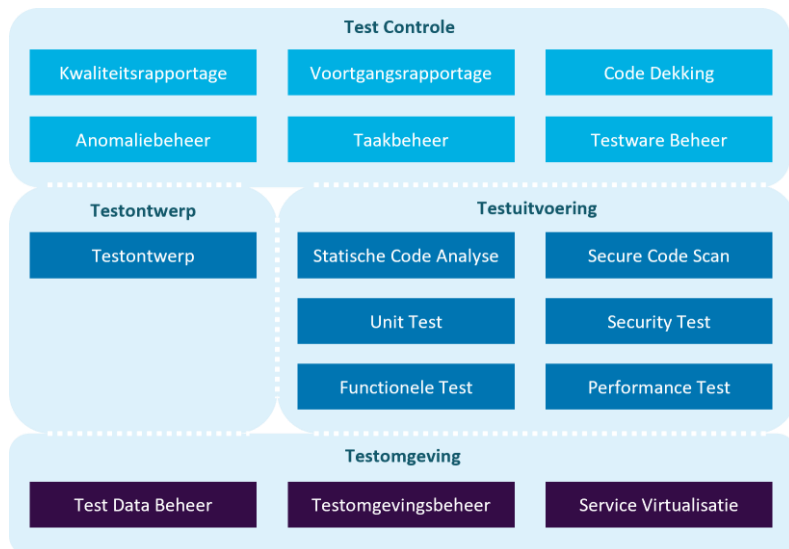 Test Controle
Kwaliteitsrapportage
Voortgangsrapportage
Code Dekking
Anomaliebeheer
Taakbeheer
Testware Beheer
Testontwerp
Testontwerp
Testuitvoering
Statische Code Analyse
Secure Code Scan
Unit Test
Security Test
Functionele Test
Performance Test
Testomgeving
Test Data Beheer
Testomgevingsbeheer
Service Virtualisatie